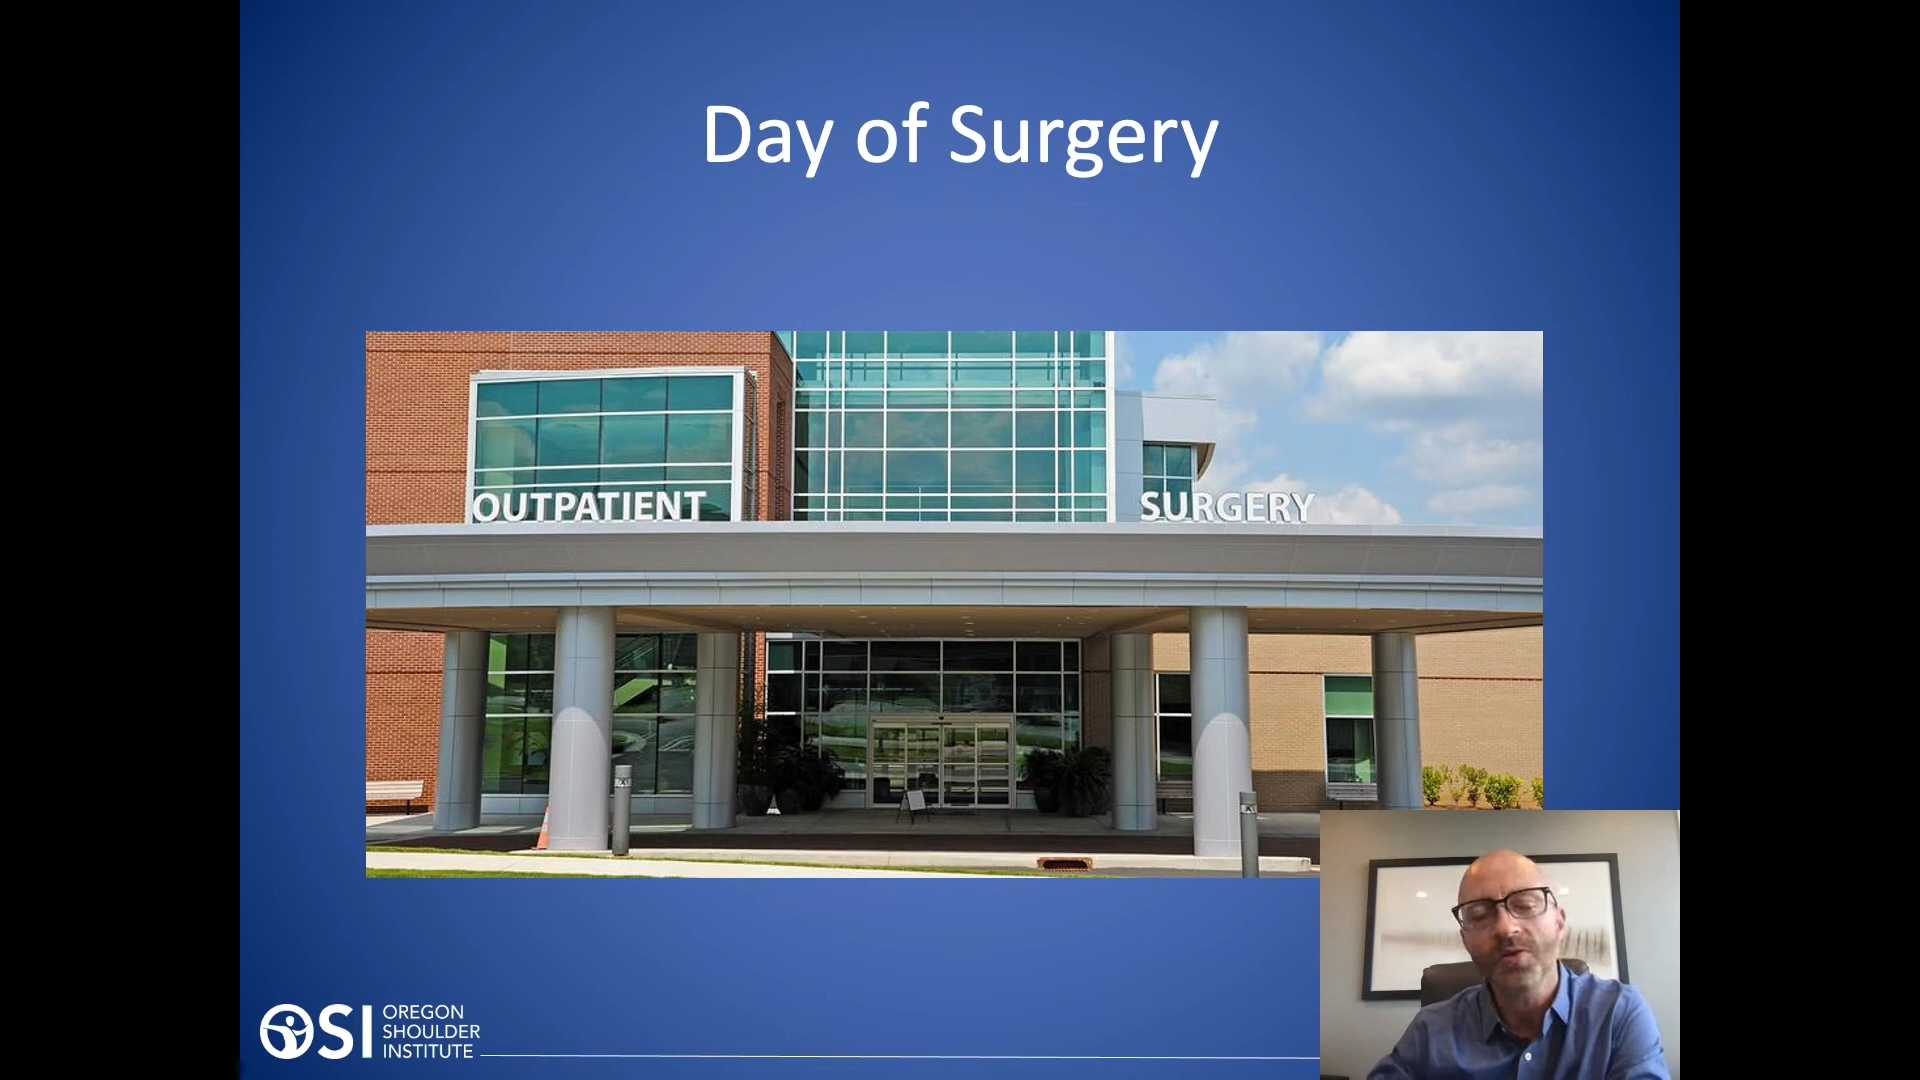 Day of Surgery
OUTPATIENT SURGERY
OSI OREGON
SHOULDER
INSTITUTE